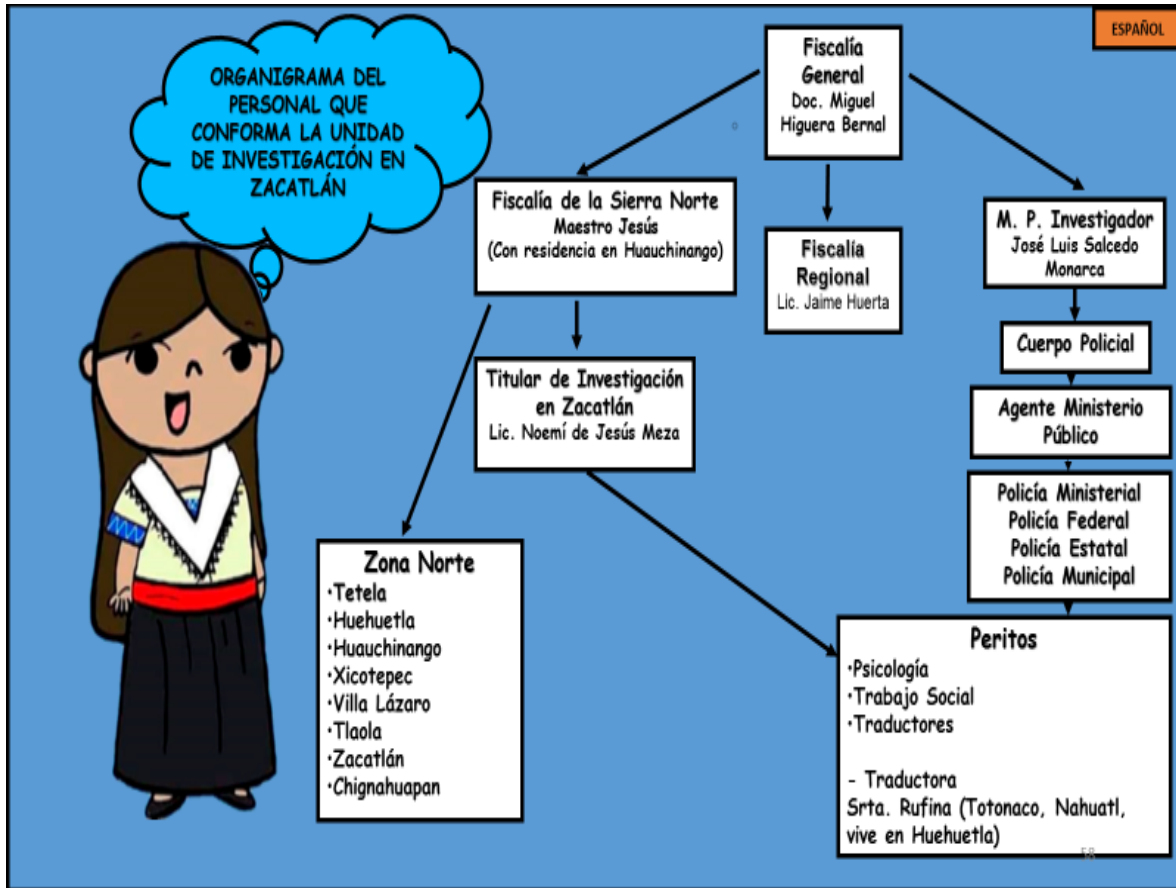 ESPAÑOL
ORGANIGRAMA DEL
PERSONAL QUE
CONFORMA LA UNIDAD
DE INVESTIGACIÓN EN
ZACATLÁN
Fiscalía
General
Doc. Miguel
Higuera Bernal
Fiscalía de la Sierra Norte
Maestro Jesús
(Con residencia en Huauchinango)
Fiscalía
Regional
Lic. Jaime Huerta
M. P. Investigador
José Luis Salcedo
Monarca
Cuerpo Policial
Titular de Investigación
en Zacatlán
Lic. Noemí de Jesús Meza
Agente Ministerio
Público
Policía Ministerial
Policía Federal
Policía Estatal
Policía Municipal
Zona Norte
·Tetela
·Huehuetla
·Huauchinango
·Xicotepec
·Villa Lázaro
·Tlaola
·Zacatlán
·Chignahuapan
Peritos
·Psicología
·Trabajo Social
·Traductores
- Traductora
Srta. Rufina (Totonaco, Nahuatl,
vive en Huehuetla)
58